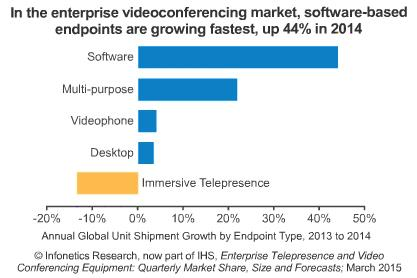 In the enterprise videoconferencing market, software-based
endpoints are growing fastest, up 44% in 2014
Software
Multi-purpose
Videophone
Desktop
Immersive Telepresence
-20% -10% 0% 10% 20% 30% 40% 50%
Annual Global Unit Shipment Growth by Endpoint Type, 2013 to 2014
© Infonetics Research, now part of IHS, Enterprise Telepresence and Video
Conferencing Equipment: Quarterly Market Share, Size and Forecasts; March 2015